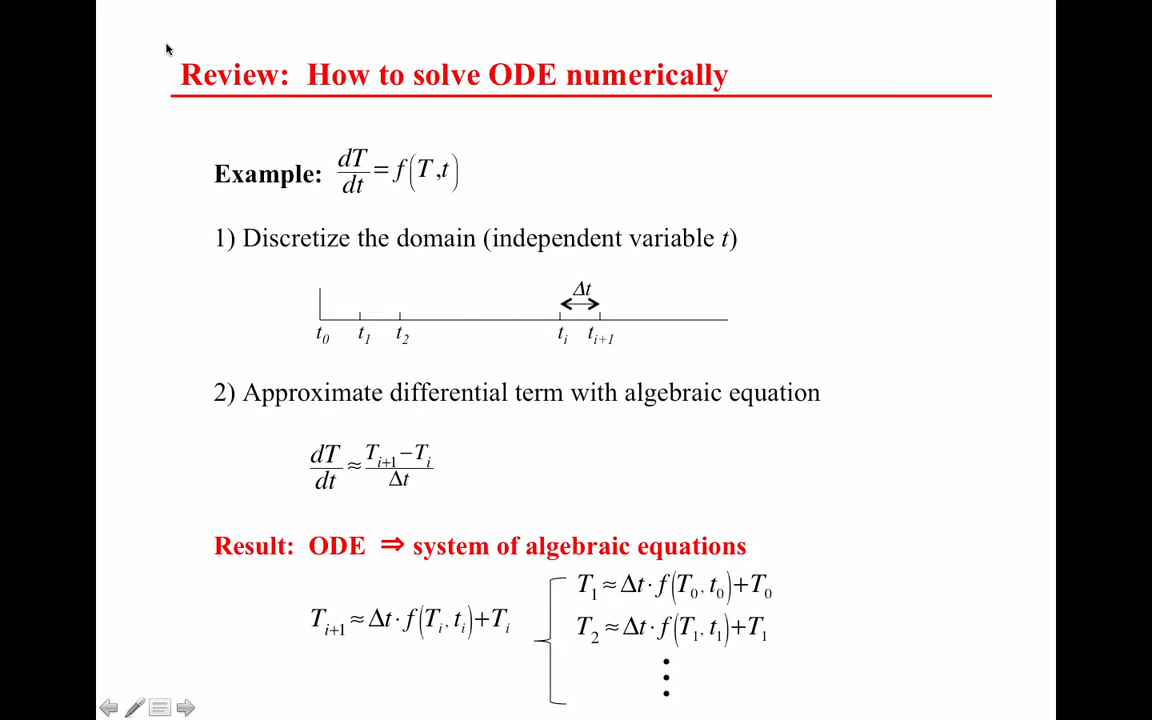 Review: How to solve ODE numerically
Example: dT/dt = f(T,t)
1) Discretize the domain (independent variable t)
Δt
t₀ t₁ t₂ tᵢ tᵢ₊₁
2) Approximate differential term with algebraic equation
dT/dt ≈ (Tᵢ₊₁−Tᵢ)/Δt
Result: ODE ⇒ system of algebraic equations
T₁ ≈ Δt · f(T₀, t₀)+T₀
Tᵢ₊₁ ≈ Δt · f(Tᵢ, tᵢ)+Tᵢ
T₂ ≈ Δt · f(T₁, t₁)+T₁
⋮